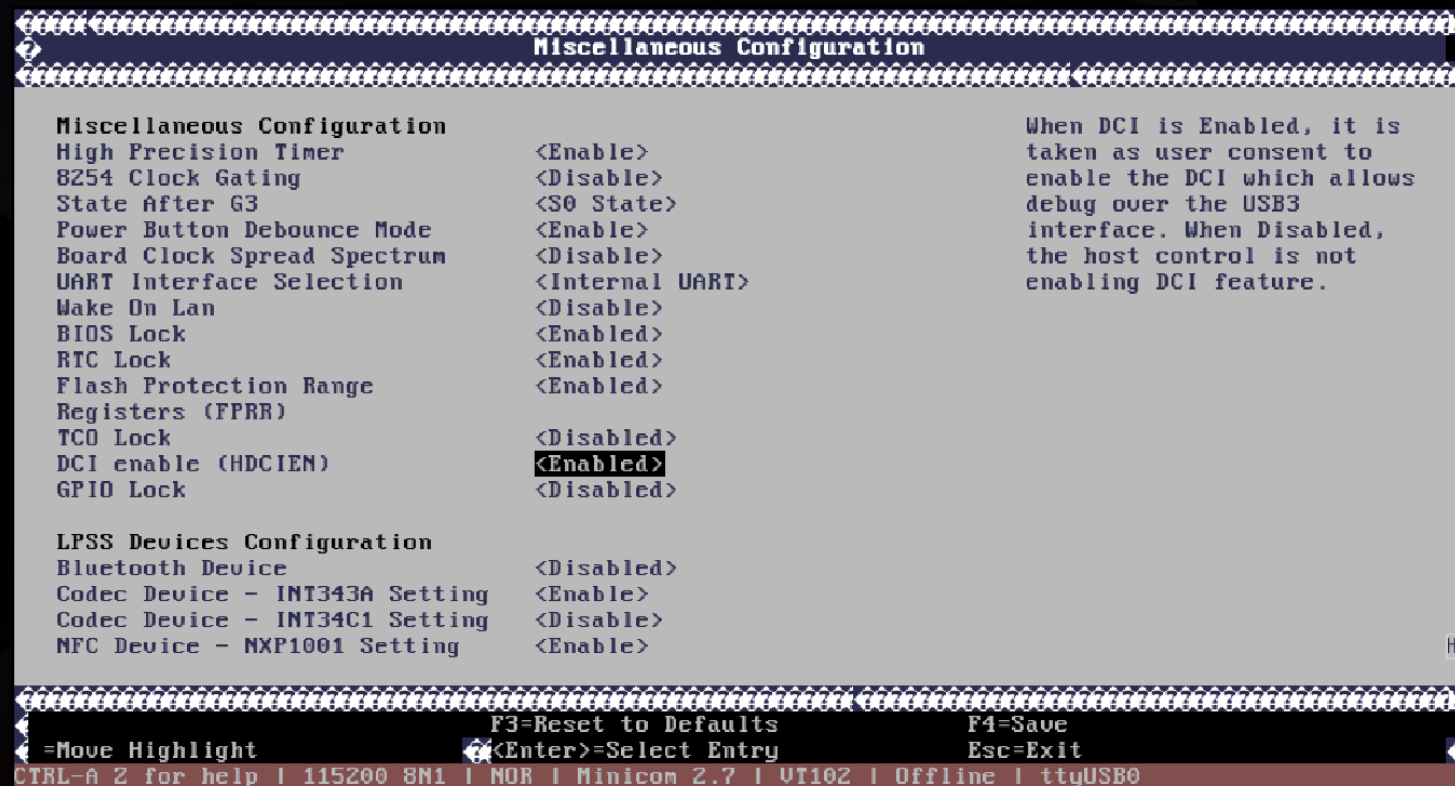 Miscellaneous Configuration
Miscellaneous Configuration
High Precision Timer <Enable>
8254 Clock Gating <Disable>
State After G3 <S0 State>
Power Button Debounce Mode <Enable>
Board Clock Spread Spectrum <Disable>
UART Interface Selection <Internal UART>
Wake On Lan <Disable>
BIOS Lock <Enabled>
RTC Lock <Enabled>
Flash Protection Range <Enabled>
Registers (FPRR)
TCO Lock <Disabled>
DCI enable (HDCIEN) <Enabled>
GPIO Lock <Disabled>
LPSS Devices Configuration
Bluetooth Device <Disabled>
Codec Device - INT343A Setting <Enable>
Codec Device - INT34C1 Setting <Disable>
NFC Device - NXP1001 Setting <Enable>
When DCI is Enabled, it is
taken as user consent to
enable the DCI which allows
debug over the USB3
interface. When Disabled,
the host control is not
enabling DCI feature.
H
F3=Reset to Defaults F4=Save
=Move Highlight <Enter>=Select Entry Esc=Exit
CTRL-A Z for help | 115200 8N1 | NOR | Minicom 2.7 | VT102 | Offline | ttyUSB0